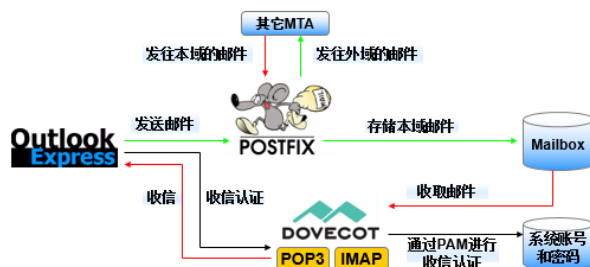 其它MTA
发往本域的邮件
发往外域的邮件
发送邮件
存储本域邮件
Outlook
Express
POSTFIX
Mailbox
收取邮件
收信
收信认证
DOVECOT
POP3
IMAP
通过PAM进行
收信认证
系统账号
和密码